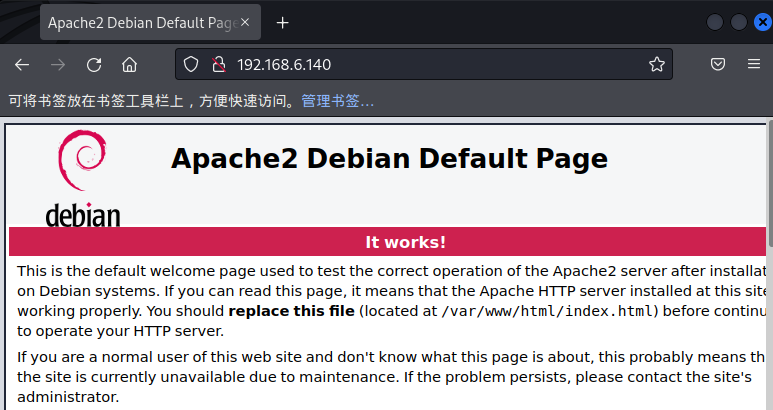 Apache2 Debian Default Page
192.168.6.140
可将书签放在书签工具栏上，方便快速访问。管理书签…
debian
Apache2 Debian Default Page
It works!
This is the default welcome page used to test the correct operation of the Apache2 server after
on Debian systems. If you can read this page, it means that the Apache HTTP server installed at this site
working properly. You should replace this file (located at /var/www/html/index.html) before
to operate your HTTP server.
If you are a normal user of this web site and don't know what this page is about, this probably means
the site is currently unavailable due to maintenance. If the problem persists, please contact the site's
administrator.